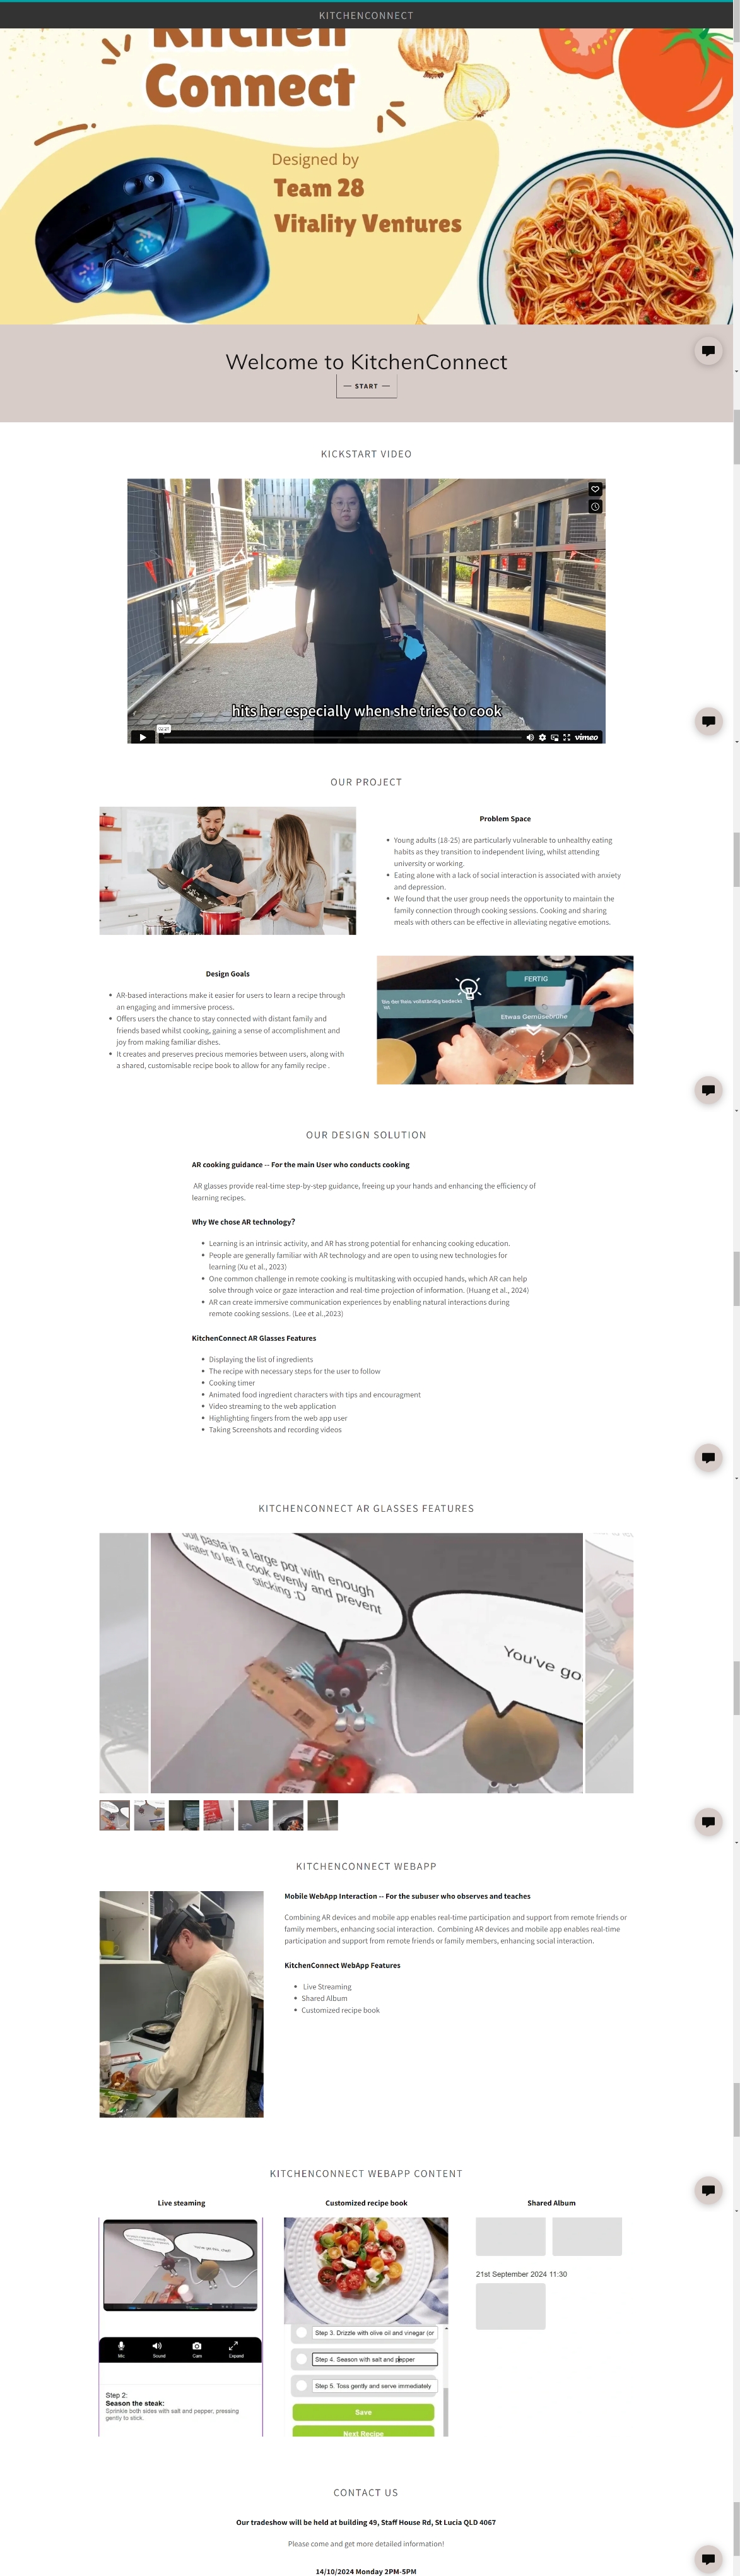 KITCHENCONNECT
Kitchen
Connect
Designed by
Team 28
Vitality Ventures
Welcome to KitchenConnect
START
KICKSTART VIDEO
hits her especially when she tries to cook
vimeo
OUR PROJECT
Problem Space
Young adults (18-25) are particularly vulnerable to unhealthy eating
habits as they transition to independent living, whilst attending
university or working.
Eating alone with a lack of social interaction is associated with anxiety
and depression.
We found that the user group needs the opportunity to maintain the
family connection through cooking sessions. Cooking and sharing
meals with others can be effective in alleviating negative emotions.
Design Goals
AR-based interactions make it easier for users to learn a recipe through
an engaging and immersive process.
Offers users the chance to stay connected with distant family and
friends based whilst cooking, gaining a sense of accomplishment and
joy from making familiar dishes.
It creates and preserves precious memories between users, along with
a shared, customisable recipe book to allow for any family recipe .
FERTIG
Etwas Gemüsebrühe
OUR DESIGN SOLUTION
AR cooking guidance -- For the main User who conducts cooking
AR glasses provide real-time step-by-step guidance, freeing up your hands and enhancing the efficiency of
learning recipes.
Why We chose AR technology?
Learning is an intrinsic activity, and AR has strong potential for enhancing cooking education.
People are generally familiar with AR technology and are open to using new technologies for
learning (Xu et al., 2023)
One common challenge in remote cooking is multitasking with occupied hands, which AR can help
solve through voice or gaze interaction and real-time projection of information. (Huang et al., 2024)
AR can create immersive communication experiences by enabling natural interactions during
remote cooking sessions. (Lee et al.,2023)
KitchenConnect AR Glasses Features
Displaying the list of ingredients
The recipe with necessary steps for the user to follow
Cooking timer
Animated food ingredient characters with tips and encouragment
Video streaming to the web application
Highlighting fingers from the web app user
Taking Screenshots and recording videos
KITCHENCONNECT AR GLASSES FEATURES
pasta in a large pot with enough
water to let it cook evenly and prevent
sticking :D
You've go
KITCHENCONNECT WEBAPP
Mobile WebApp Interaction -- For the subuser who observes and teaches
Combining AR devices and mobile app enables real-time participation and support from remote friends or
family members, enhancing social interaction. Combining AR devices and mobile app enables real-time
participation and support from remote friends or family members, enhancing social interaction.
KitchenConnect WebApp Features
Live Streaming
Shared Album
Customized recipe book
KITCHENCONNECT WEBAPP CONTENT
Live steaming
Customized recipe book
Shared Album
Mic Sound Cam Expand
Step 2:
Season the steak:
Sprinkle both sides with salt and pepper, pressing
gently to stick.
Step 3. Drizzle with olive oil and vinegar (or
Step 4. Season with salt and pepper
Step 5. Toss gently and serve immediately
Save
Next Recipe
21st September 2024 11:30
CONTACT US
Our tradeshow will be held at building 49, Staff House Rd, St Lucia QLD 4067
Please come and get more detailed information!
14/10/2024 Monday 2PM-5PM